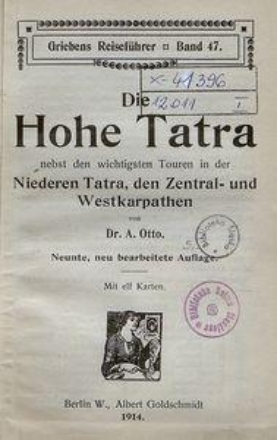 Griebens Reiseführer ¤ Band 47.
X-41396
12011 I
Die
Hohe Tatra
nebst den wichtigsten Touren in der
Niederen Tatra, den Zentral- und
Westkarpathen
von
Dr. A. Otto.
Neunte, neu bearbeitete Auflage.
Mit elf Karten.
Berlin W., Albert Goldschmidt
1914.